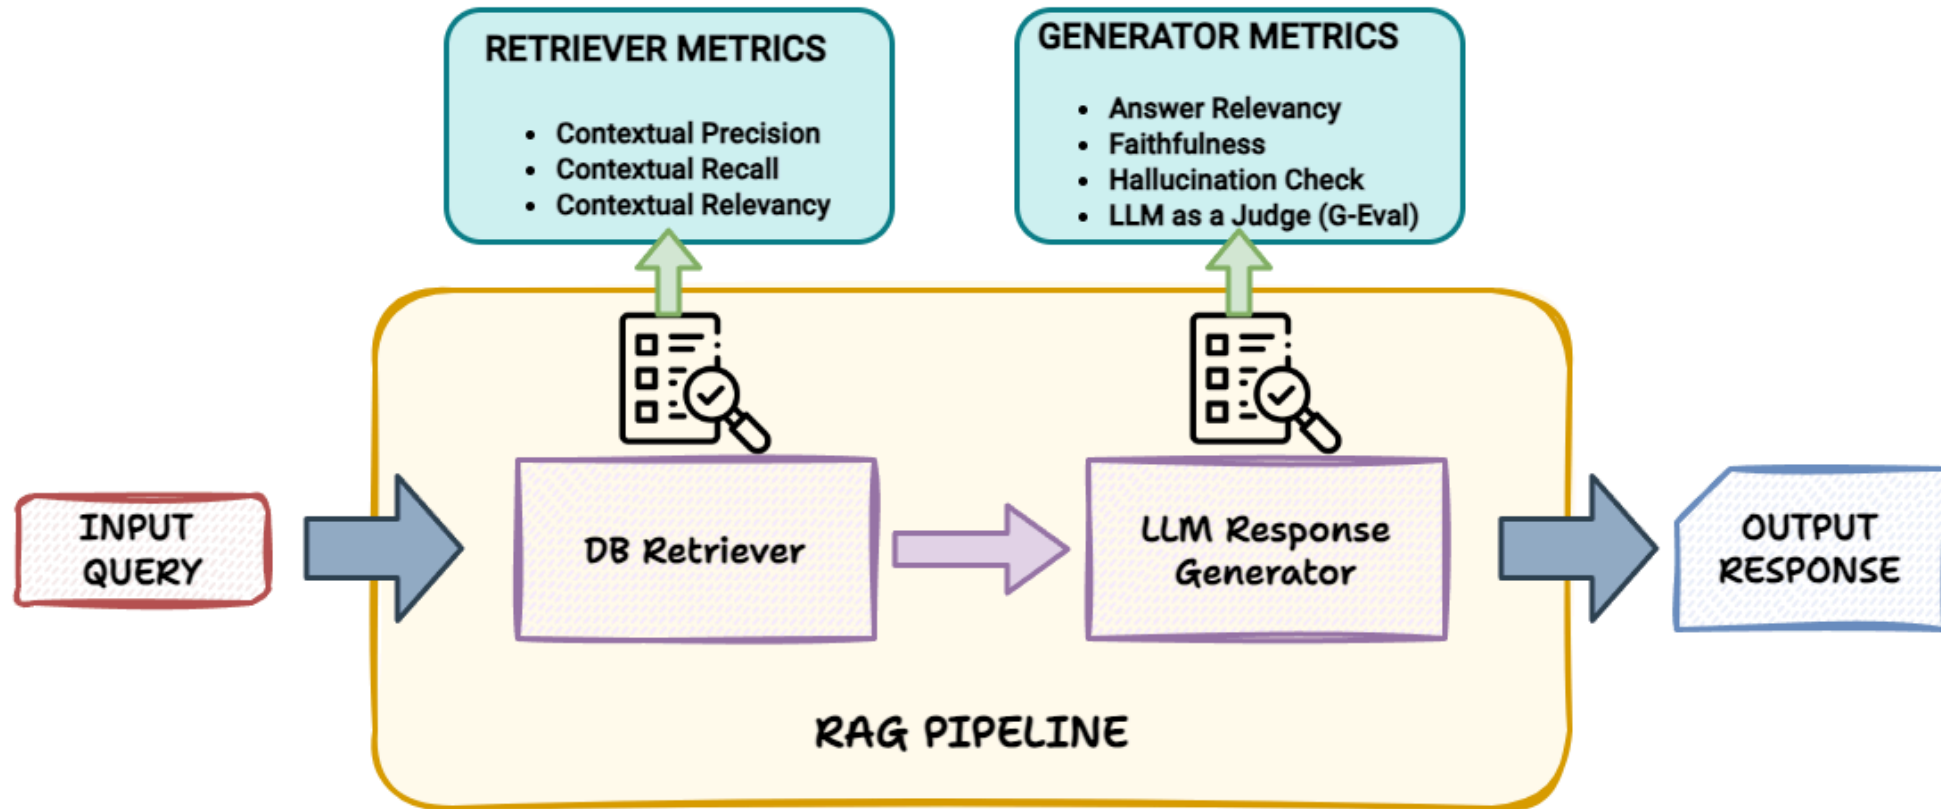 RETRIEVER METRICS
• Contextual Precision
• Contextual Recall
• Contextual Relevancy
GENERATOR METRICS
• Answer Relevancy
• Faithfulness
• Hallucination Check
• LLM as a Judge (G-Eval)
INPUT
QUERY
DB Retriever
LLM Response
Generator
OUTPUT
RESPONSE
RAG PIPELINE